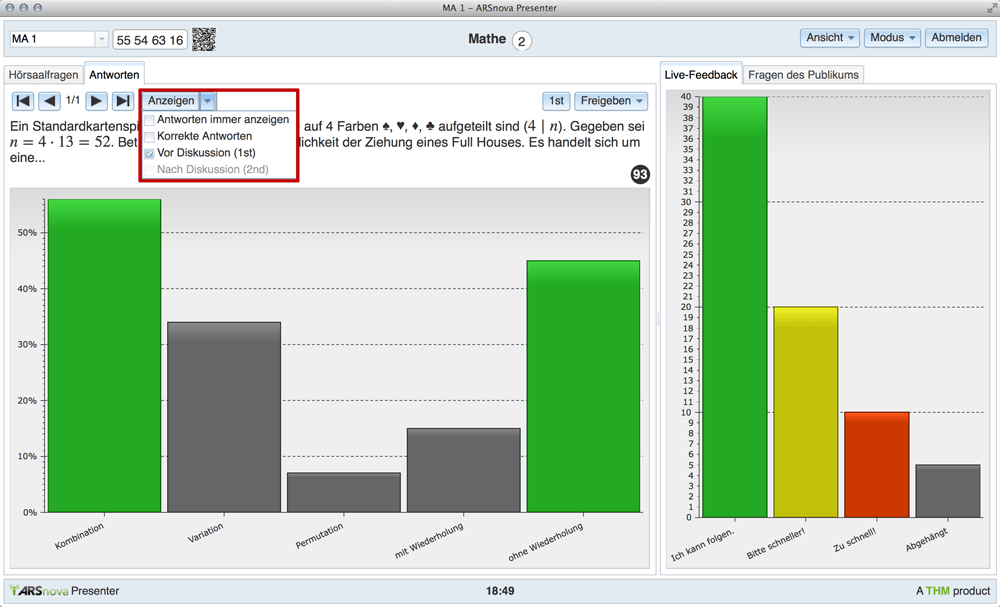 MA 1 – ARSnova Presenter
MA 1
55 54 63 16
Mathe 2
Ansicht
Modus
Abmelden
Hörsaalfragen
Antworten
1/1
Anzeigen
1st
Freigeben
Antworten immer anzeigen
Korrekte Antworten
Vor Diskussion (1st)
Nach Diskussion (2nd)
Ein Standardkartenspi auf 4 Farben ♠, ♥, ♦, ♣ aufgeteilt sind (4 | n). Gegeben sei
n = 4 · 13 = 52. Bet lichkeit der Ziehung eines Full Houses. Es handelt sich um
eine...
93
50%
40%
30%
20%
10%
0%
Kombination
Variation
Permutation
mit Wiederholung
ohne Wiederholung
Live-Feedback
Fragen des Publikums
40
39
38
37
36
35
34
33
32
31
30
29
28
27
26
25
24
23
22
21
20
19
18
17
16
15
14
13
12
11
10
9
8
7
6
5
4
3
2
1
0
Ich kann folgen.
Bitte schneller!
Zu schnell!
Abgehängt
ARSnova Presenter
18:49
A THM product